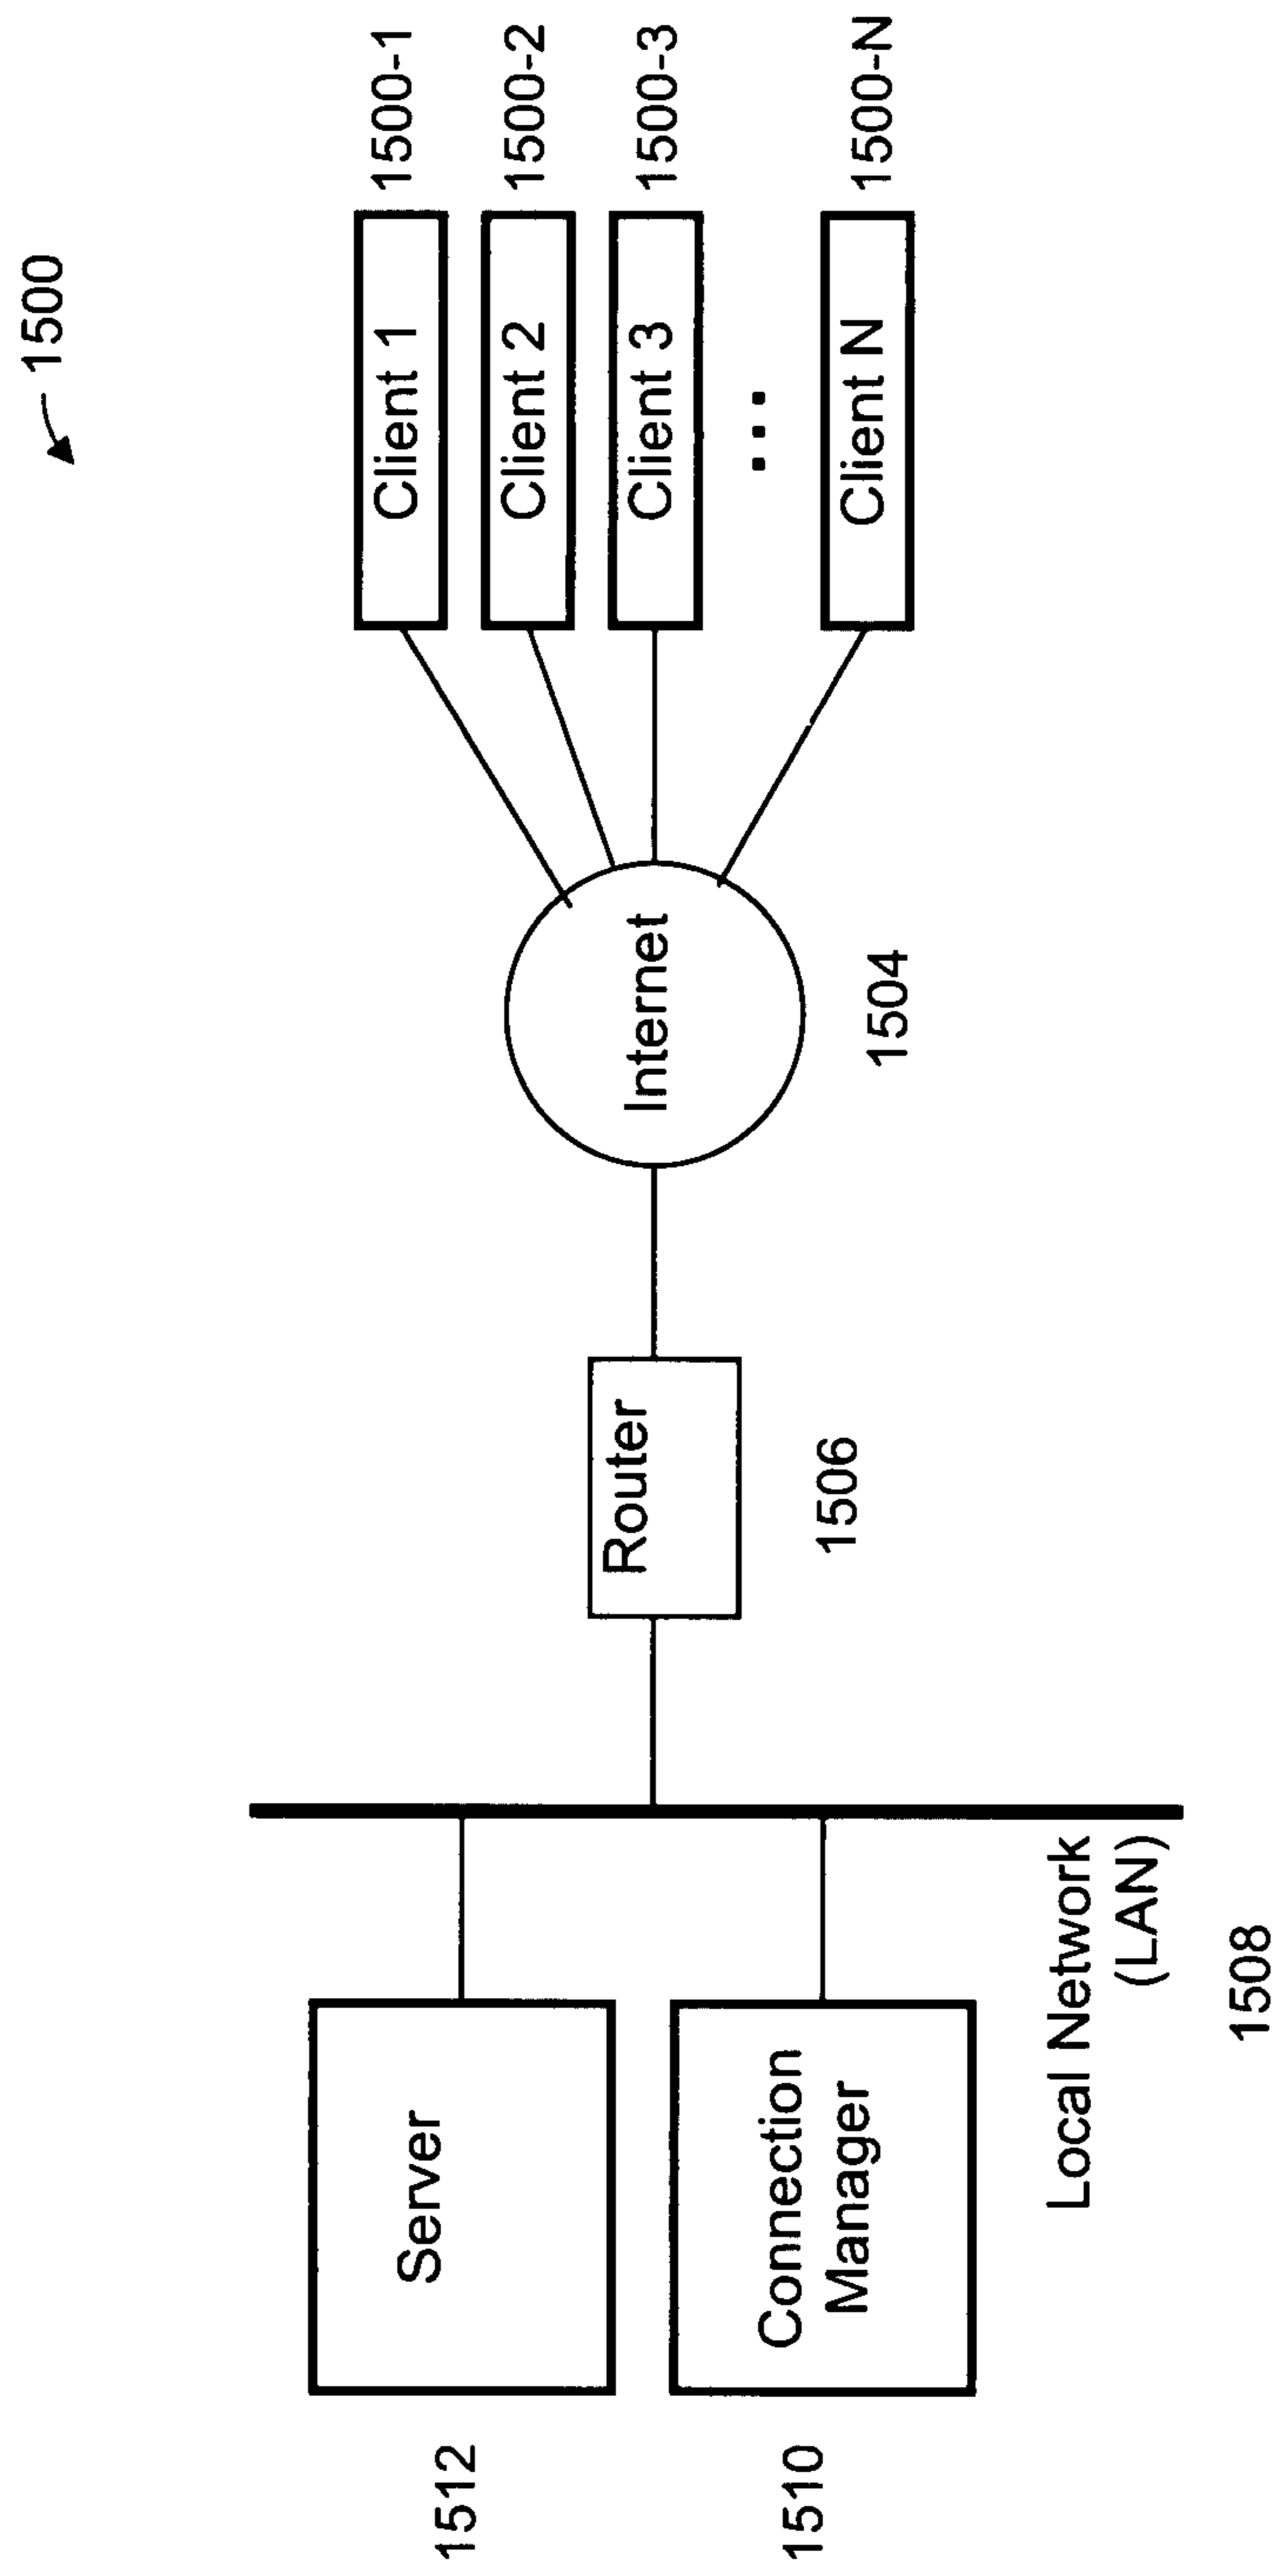 1500
Server
1512
Connection
Manager
1510
Local Network
(LAN)
1508
Router
1506
Internet
1504
Client 1
1500-1
Client 2
1500-2
Client 3
1500-3
...
Client N
1500-N